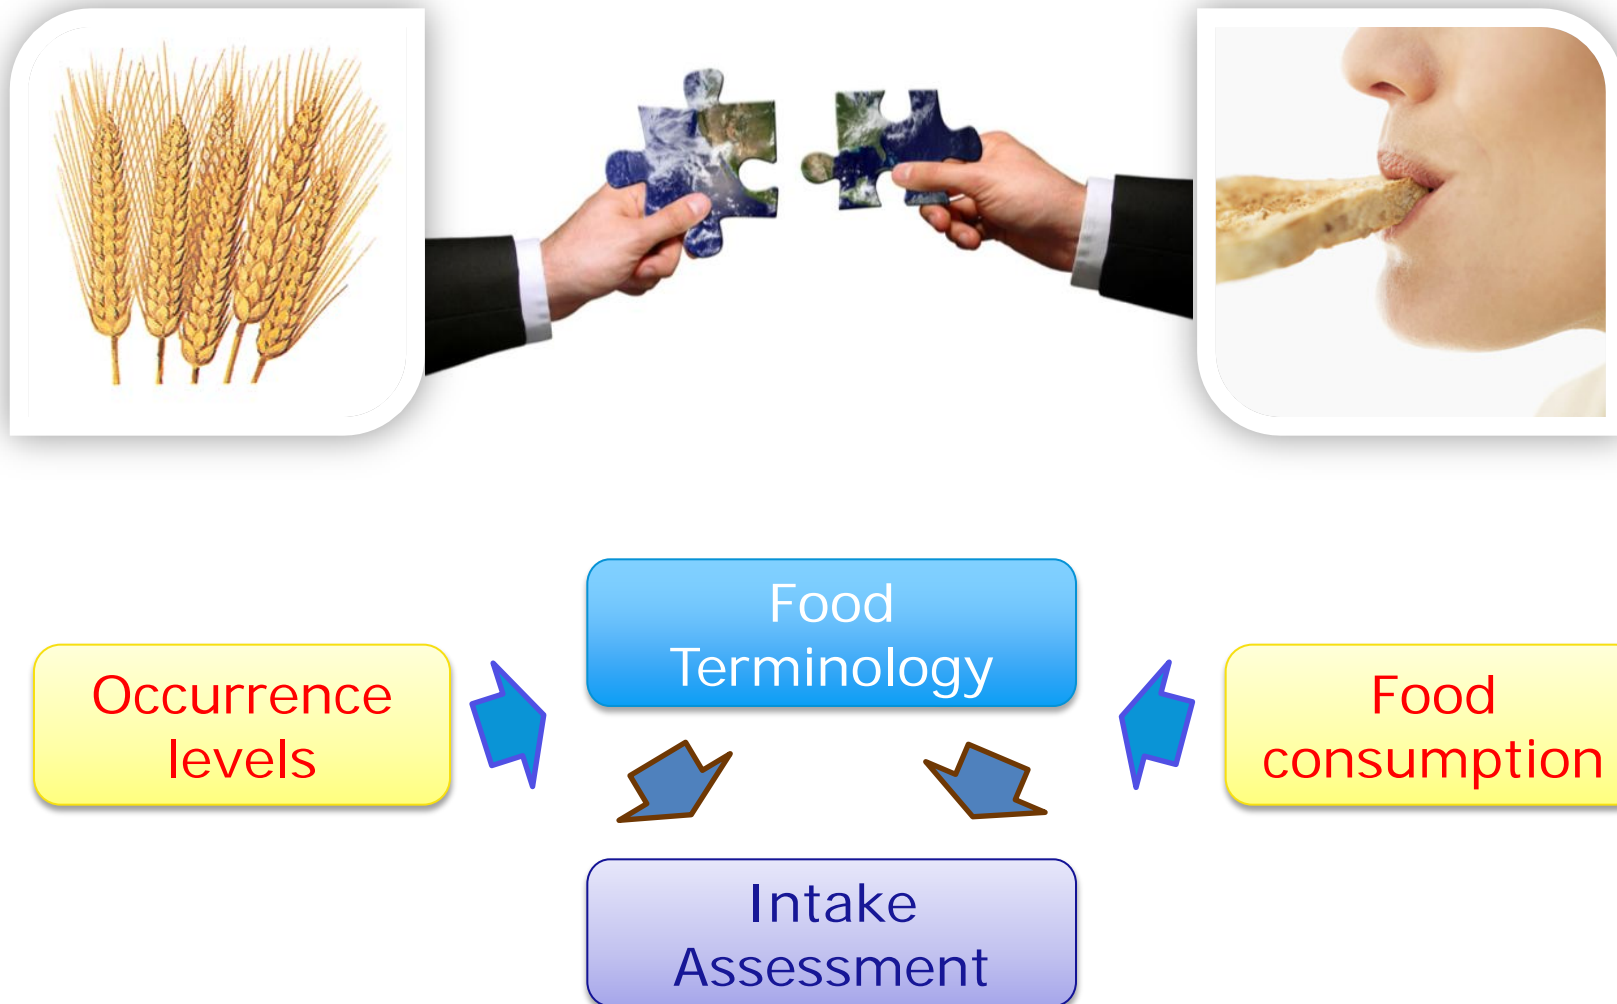 Food
Terminology
Occurrence
levels
Food
consumption
Intake
Assessment